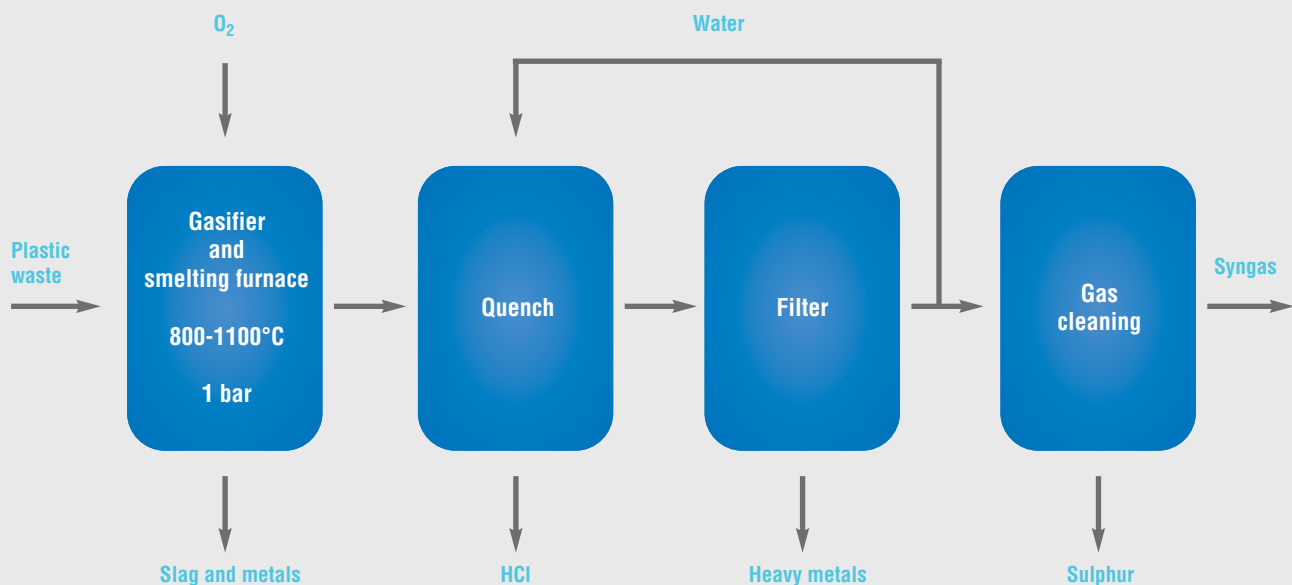 O₂
Water
Plastic
waste
Gasifier
and
smelting furnace
800-1100°C
1 bar
Quench
Filter
Gas
cleaning
Syngas
Slag and metals
HCl
Heavy metals
Sulphur